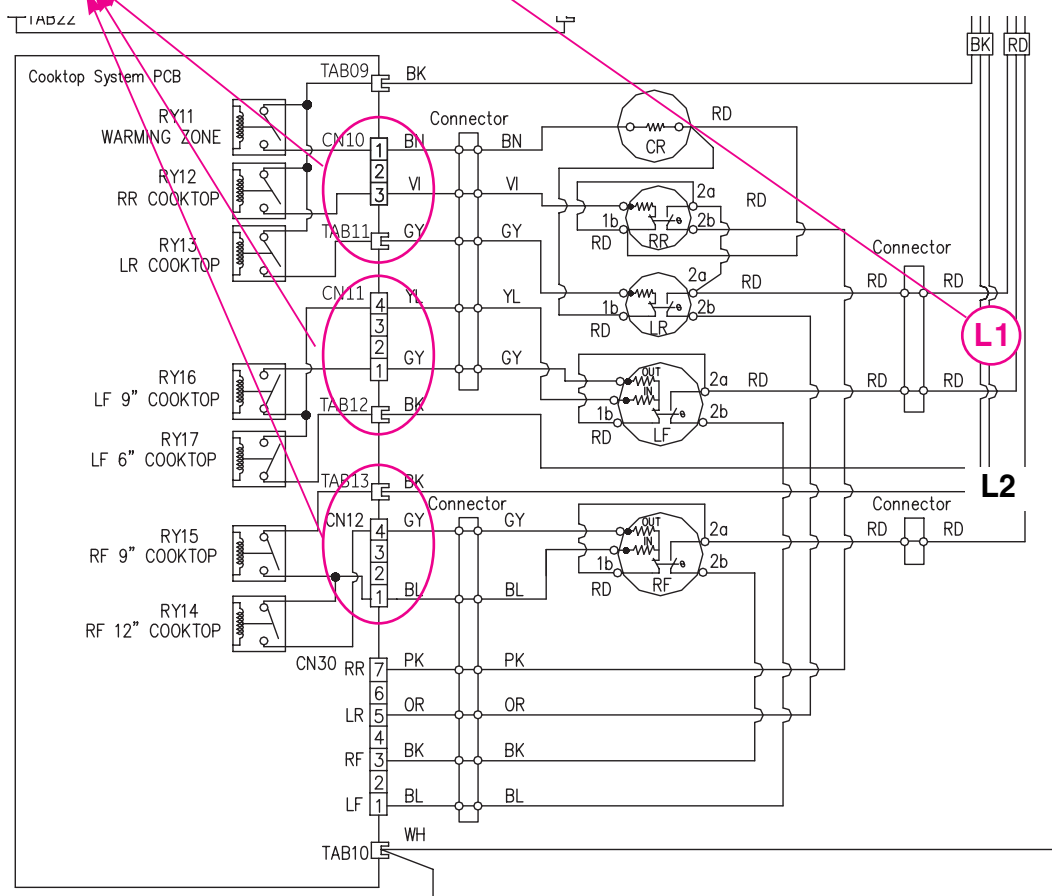 TAB22
BK RD
Cooktop System PCB
TAB09 BK
RY11
WARMING ZONE
CN10 1 BN
Connector
BN
CR
RD
2
RY12
RR COOKTOP
3 VI
VI
2a
RD
1b
2b
RD
RR
RY13
LR COOKTOP
TAB11 GY
GY
Connector
2a
RD RD RD
CN11 4 YL
YL
1b
2b
RD
LR
3
2
L1
1 GY
GY
OUT
IN
2a
RD RD RD
RY16
LF 9” COOKTOP
TAB12 BK
1b
2b
RD
LF
RY17
LF 6” COOKTOP
TAB13 BK
L2
Connector
Connector
CN12 4 GY
GY
OUT
IN
2a
RD RD
RY15
RF 9” COOKTOP
3
2
1b
2b
RD
RF
1 BL
BL
RY14
RF 12” COOKTOP
CN30 RR 7 PK
PK
6
LR 5 OR
OR
4
RF 3 BK
BK
2
LF 1 BL
BL
TAB10 WH